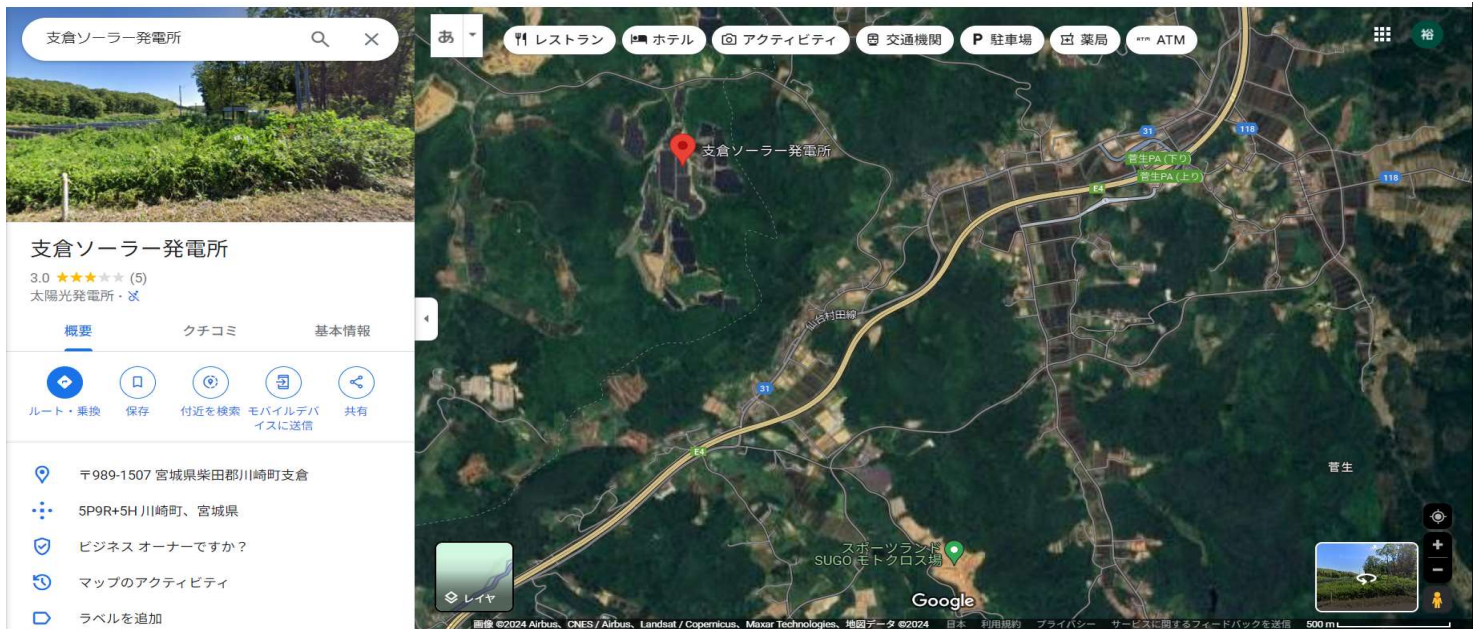 支倉ソーラー発電所
あ
レストラン
ホテル
アクティビティ
交通機関
P 駐車場
薬局
ATM ATM
裕
支倉ソーラー発電所
3.0 ★★★★★ (5)
太陽光発電所・
概要 クチコミ 基本情報
ルート・乗換
保存
付近を検索
モバイルデバ
イスに送信
共有
〒989-1507 宮城県柴田郡川崎町支倉
5P9R+5H 川崎町、宮城県
ビジネス オーナーですか?
マップのアクティビティ
ラベルを追加
支倉ソーラー発電所
31
118
菅生PA (下り)
菅生PA (上り)
E4
118
仙台村田線
31
E4
菅生
スポーツランド
SUGO モトクロス場
レイヤ
Google
画像 ©2024 Airbus、CNES / Airbus、Landsat / Copernicus、Maxar Technologies、地図データ ©2024 日本 利用規約 プライバシー サービスに関するフィードバックを送信 500 m